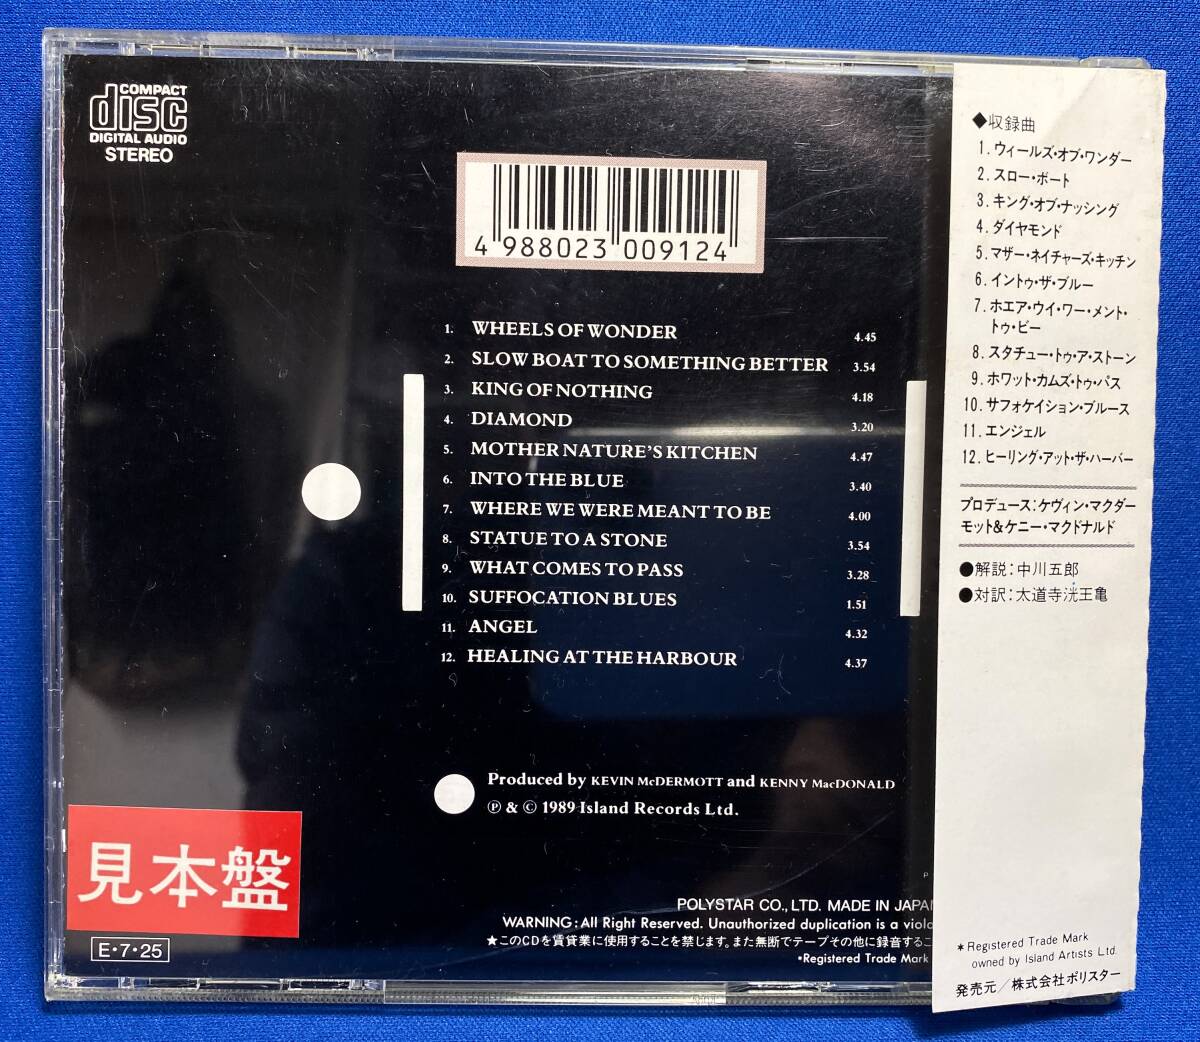 COMPACT
disc
DIGITAL AUDIO
STEREO
4 988023 009124
1. WHEELS OF WONDER 4.45
2. SLOW BOAT TO SOMETHING BETTER 3.54
3. KING OF NOTHING 4.18
4. DIAMOND 3.20
5. MOTHER NATURE'S KITCHEN 4.47
6. INTO THE BLUE 3.40
7. WHERE WE WERE MEANT TO BE 4.00
8. STATUE TO A STONE 3.54
9. WHAT COMES TO PASS 3.28
10. SUFFOCATION BLUES 1.51
11. ANGEL 4.32
12. HEALING AT THE HARBOUR 4.37
Produced by KEVIN McDERMOTT and KENNY MacDONALD
Ⓟ & © 1989 Island Records Ltd.
見本盤
E・7・25
P
POLYSTAR CO., LTD. MADE IN JAPAN
WARNING: All Right Reserved. Unauthorized duplication is a viola
★このCDを賃貸業に使用することを禁じます。また無断でテープその他に録音するこ
•Registered Trade Mark
◆収録曲
1. ウィールズ・オブ・ワンダー
2. スロー・ボート
3. キング・オブ・ナッシング
4. ダイヤモンド
5. マザー・ネイチャーズ・キッチン
6. イントゥ・ザ・ブルー
7. ホエア・ウイ・ワー・メント・
トゥ・ビー
8. スタチュー・トゥ・ア・ストーン
9. ホワット・カムズ・トゥ・パス
10. サフォケイション・ブルース
11. エンジェル
12. ヒーリング・アット・ザ・ハーバー
プロデュース：ケヴィン・マクダー
モット&ケニー・マクドナルド
●解説：中川五郎
●対訳：太道寺洸王亀
* Registered Trade Mark
owned by Island Artists Ltd.
発売元／株式会社ポリスター